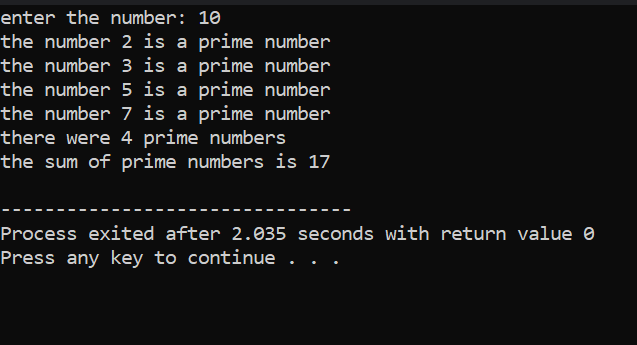 enter the number: 10
the number 2 is a prime number
the number 3 is a prime number
the number 5 is a prime number
the number 7 is a prime number
there were 4 prime numbers
the sum of prime numbers is 17
--------------------------------
Process exited after 2.035 seconds with return value 0
Press any key to continue . . .